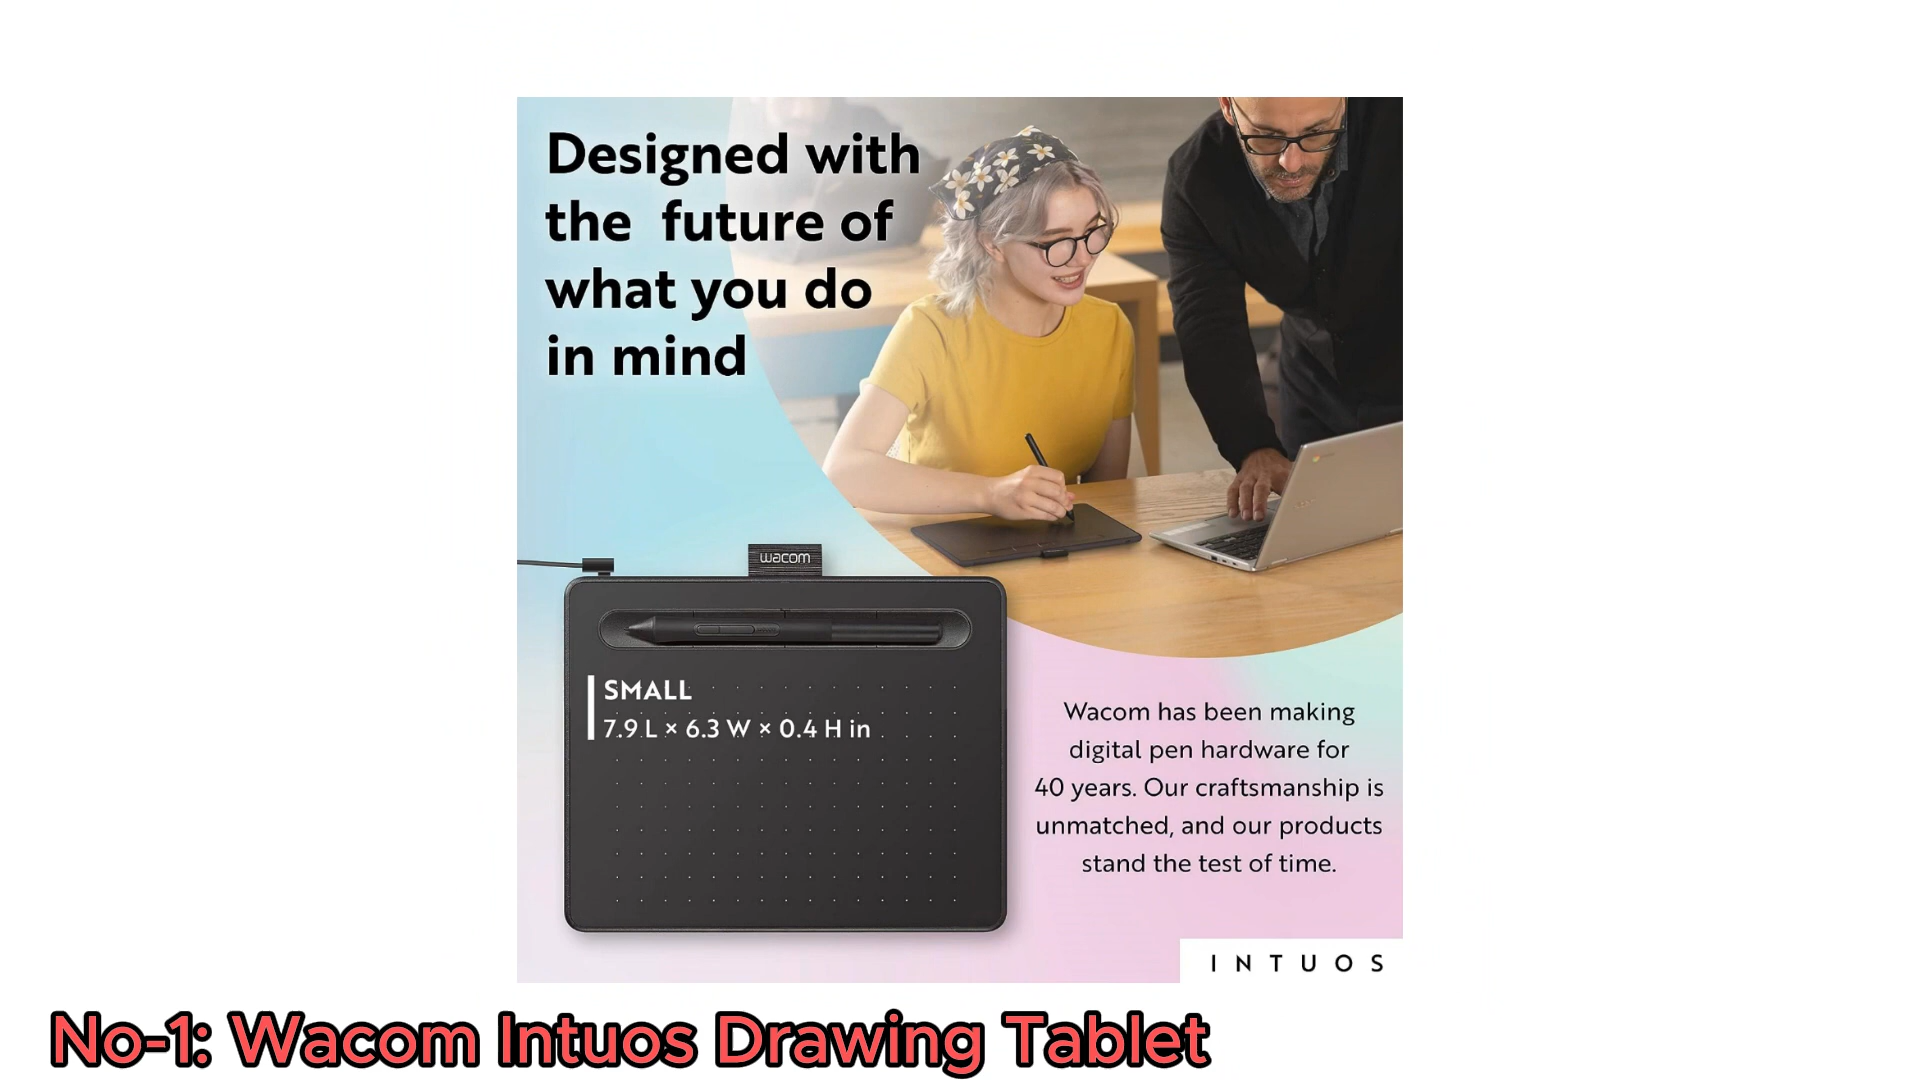 Designed with
the future of
what you do
in mind
wacom
SMALL
7.9 L × 6.3 W × 0.4 H in
Wacom has been making
digital pen hardware for
40 years. Our craftsmanship is
unmatched, and our products
stand the test of time.
INTUOS
No-1: Wacom Intuos Drawing Tablet